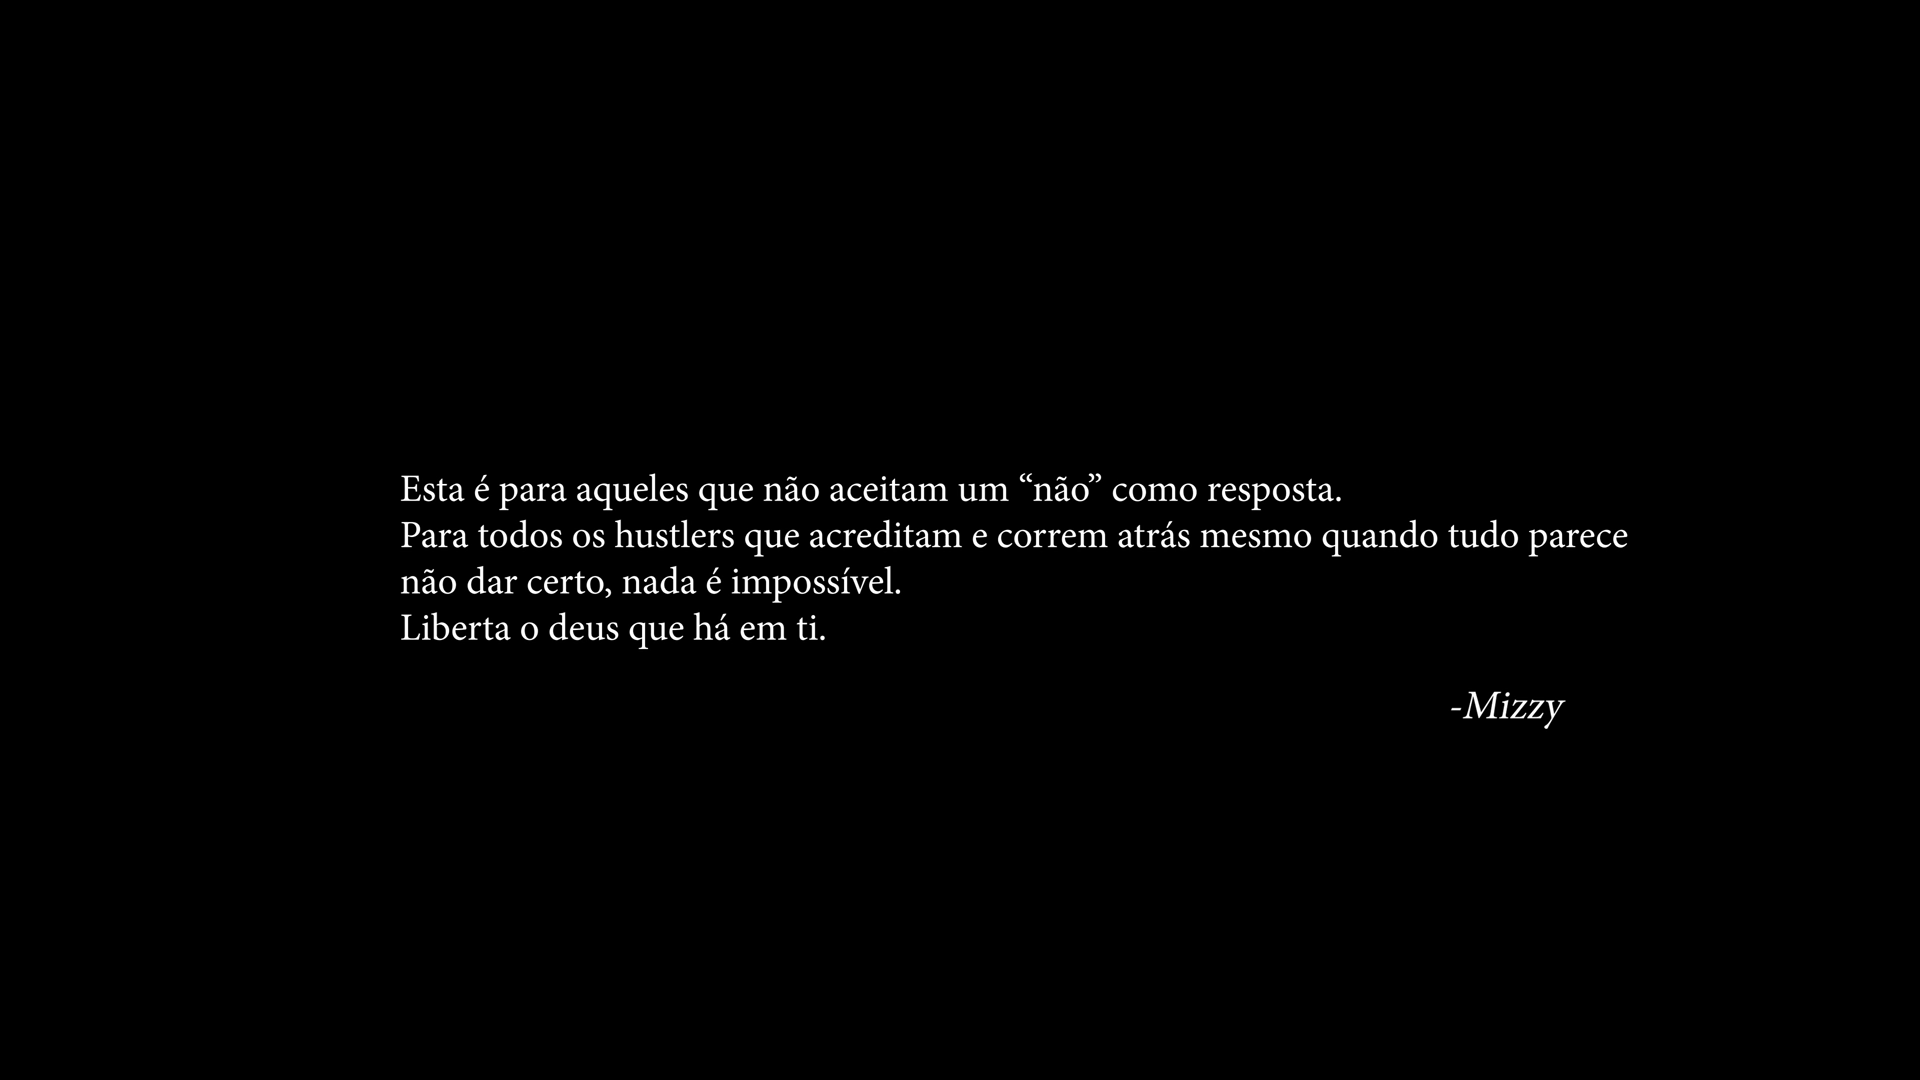 Esta é para aqueles que não aceitam um “não” como resposta.
Para todos os hustlers que acreditam e correm atrás mesmo quando tudo parece
não dar certo, nada é impossível.
Liberta o deus que há em ti.
-Mizzy